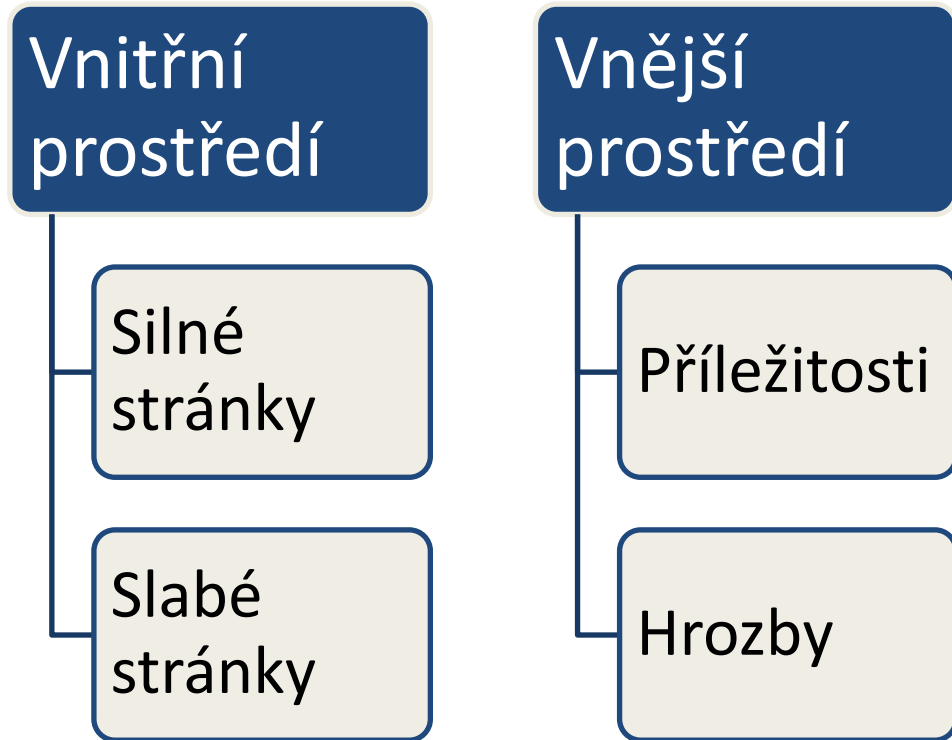 Vnitřní
prostředí
Silné
stránky
Slabé
stránky
Vnější
prostředí
Příležitosti
Hrozby